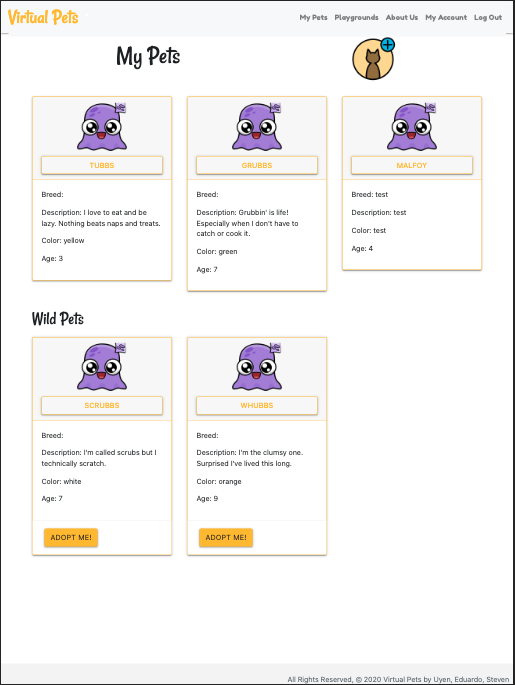 Virtual Pets
My Pets Playgrounds About Us My Account Log Out
My Pets
TUBBS
Breed:
Description: I love to eat and be
lazy. Nothing beats naps and treats.
Color: yellow
Age: 3
GRUBBS
Breed:
Description: Grubbin' is life!
Especially when I don't have to
catch or cook it.
Color: green
Age: 7
MALFOY
Breed: test
Description: test
Color: test
Age: 4
Wild Pets
SCRUBBS
Breed:
Description: I'm called scrubs but I
technically scratch.
Color: white
Age: 7
ADOPT ME!
WHUBBS
Breed:
Description: I'm the clumsy one.
Surprised I've lived this long.
Color: orange
Age: 9
ADOPT ME!
All Rights Reserved, © 2020 Virtual Pets by Uyen, Eduardo, Steven